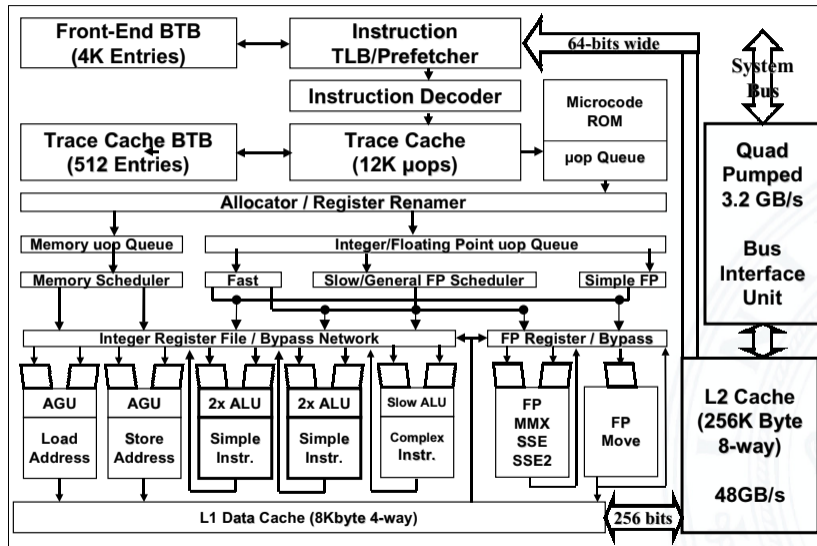 Front-End BTB
(4K Entries)
Instruction
TLB/Prefetcher
64-bits wide
System
Bus
Instruction Decoder
Microcode
ROM
Trace Cache BTB
(512 Entries)
Trace Cache
(12K µops)
µop Queue
Quad
Pumped
3.2 GB/s
Bus
Interface
Unit
Allocator / Register Renamer
Memory uop Queue
Integer/Floating Point uop Queue
Memory Scheduler
Fast
Slow/General FP Scheduler
Simple FP
Integer Register File / Bypass Network
FP Register / Bypass
AGU
Load
Address
AGU
Store
Address
2x ALU
Simple
Instr.
2x ALU
Simple
Instr.
Slow ALU
Complex
Instr.
FP
MMX
SSE
SSE2
FP
Move
L2 Cache
(256K Byte
8-way)
48GB/s
L1 Data Cache (8Kbyte 4-way)
256 bits